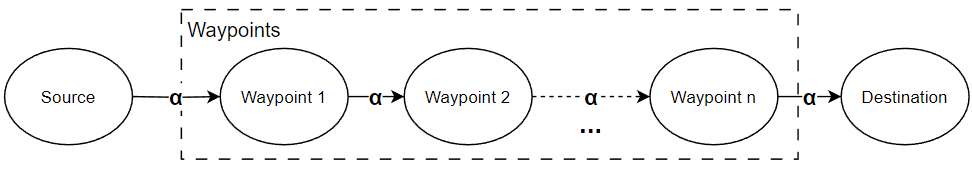 Waypoints
Source α Waypoint 1 α Waypoint 2 α Waypoint n α Destination
...